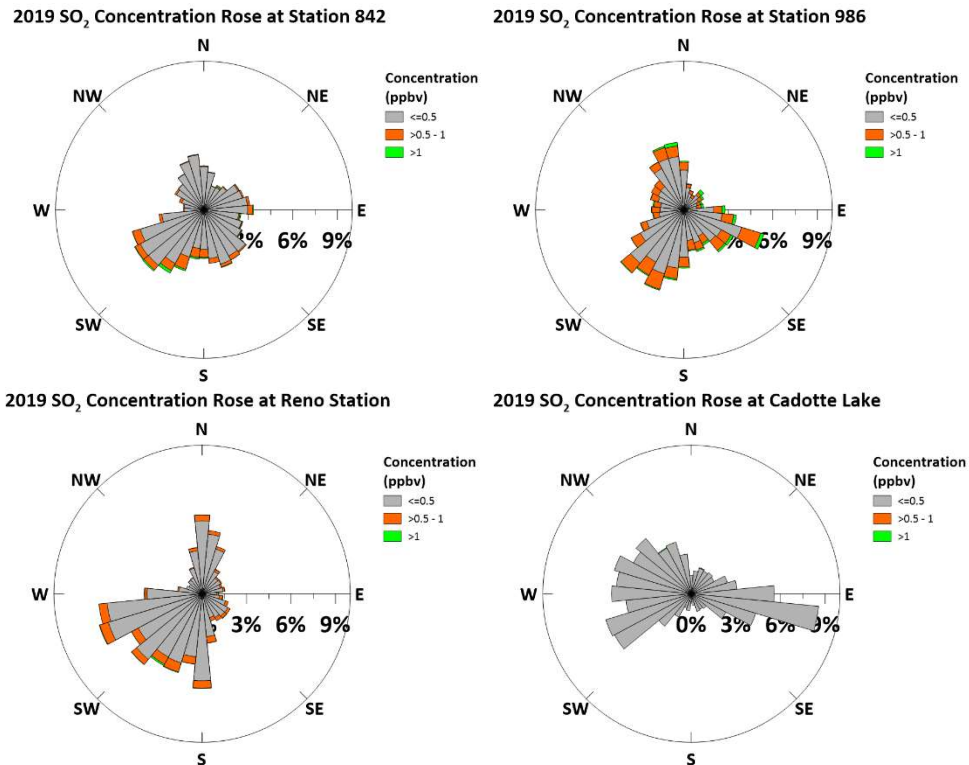 2019 SO₂ Concentration Rose at Station 842
N
NW
NE
W
E
3%
6%
9%
SW
SE
S
Concentration
(ppbv)
<=0.5
>0.5 - 1
>1
2019 SO₂ Concentration Rose at Station 986
N
NW
NE
W
E
6%
9%
SW
SE
S
Concentration
(ppbv)
<=0.5
>0.5 - 1
>1
2019 SO₂ Concentration Rose at Reno Station
N
NW
NE
W
E
3%
6%
9%
SW
SE
S
Concentration
(ppbv)
<=0.5
>0.5 - 1
>1
2019 SO₂ Concentration Rose at Cadotte Lake
N
NW
NE
W
E
0%
3%
6%
9%
SW
SE
S
Concentration
(ppbv)
<=0.5
>0.5 - 1
>1